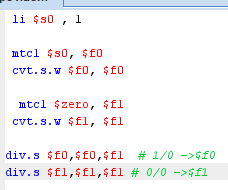 li $s0 , 1
mtc1 $s0, $f0
cvt.s.w $f0, $f0
mtc1 $zero, $f1
cvt.s.w $f1, $f1
div.s $f0,$f0,$f1 # 1/0 ->$f0
div.s $f1,$f1,$f1 # 0/0 ->$f1